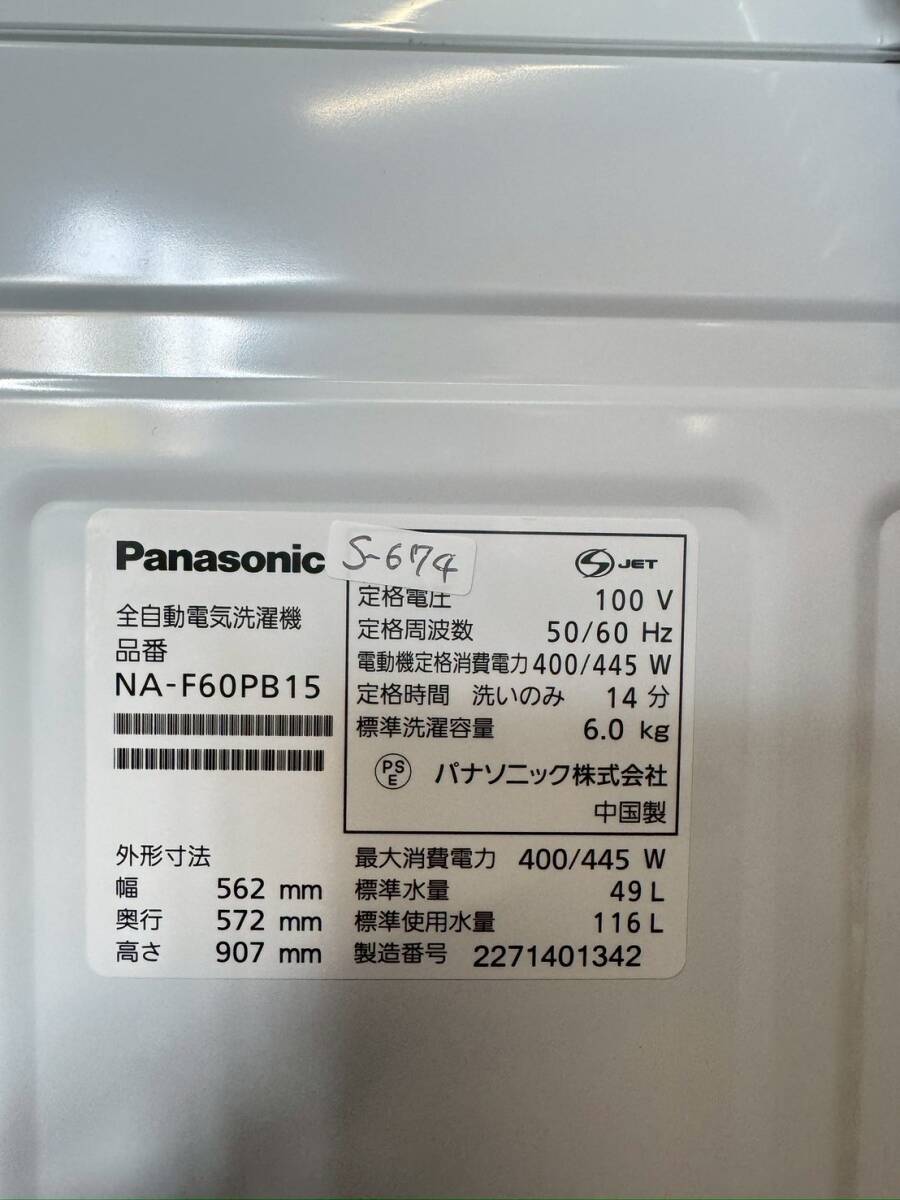 Panasonic
S-674
全自動電気洗濯機
品番
NA-F60PB15
JET
定格電圧 100 V
定格周波数 50/60 Hz
電動機定格消費電力 400/445 W
定格時間 洗いのみ 14 分
標準洗濯容量 6.0 kg
PS E パナソニック株式会社
中国製
外形寸法
幅 562 mm
奥行 572 mm
高さ 907 mm
最大消費電力 400/445 W
標準水量 49 L
標準使用水量 116 L
製造番号 2271401342